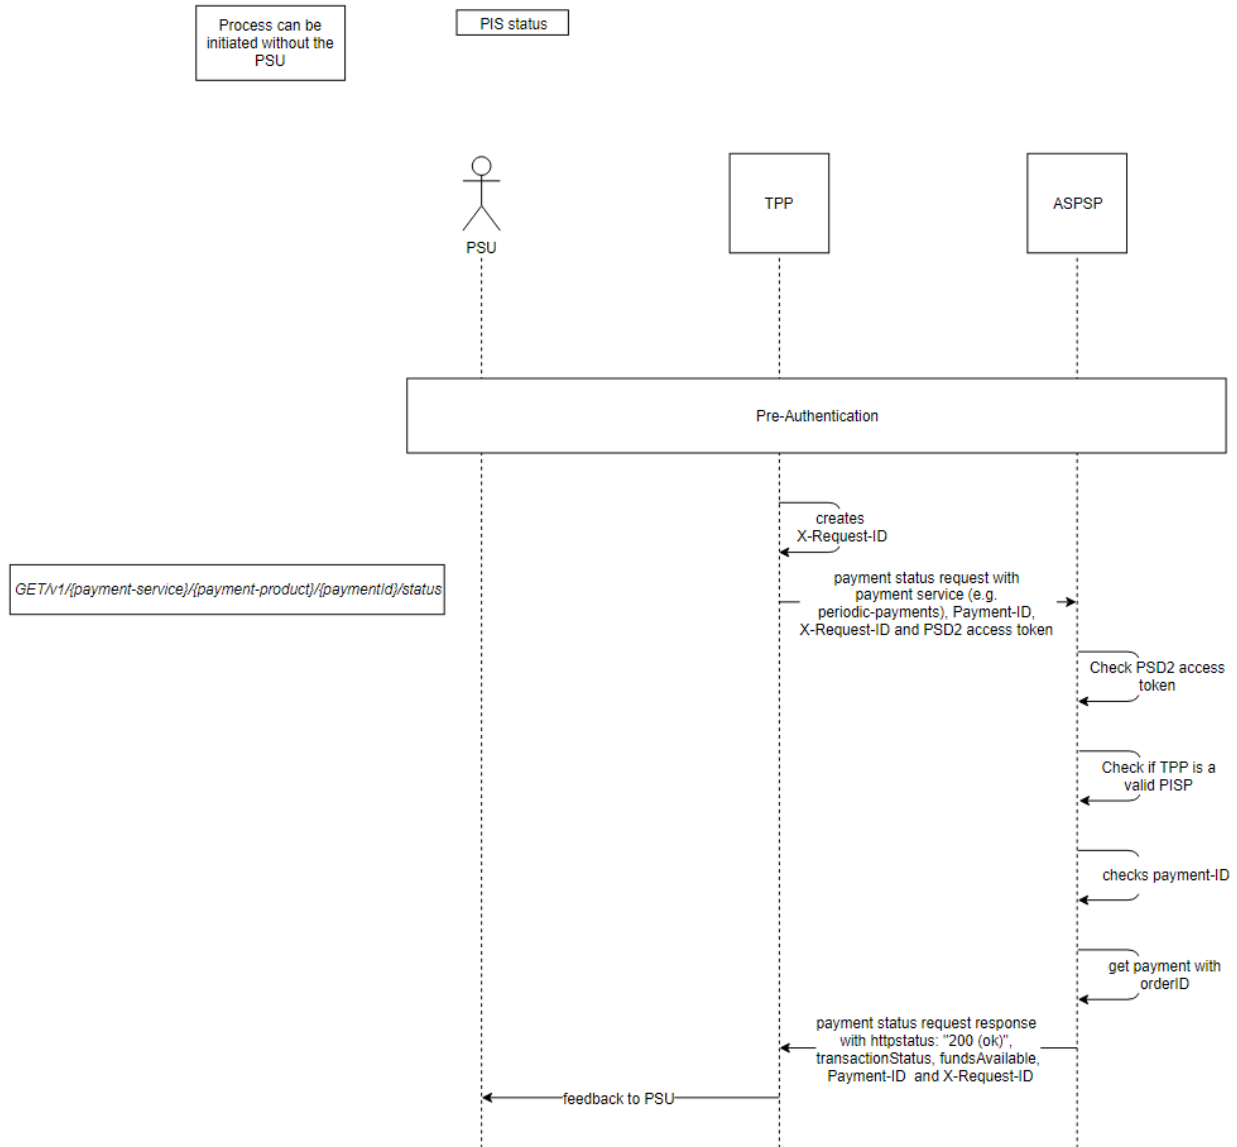 Process can be
initiated without the
PSU
PIS status
PSU
TPP
ASPSP
Pre-Authentication
creates
X-Request-ID
GET/v1/{payment-service}/{payment-product}/{paymentId}/status
payment status request with
payment service (e.g.
periodic-payments), Payment-ID,
X-Request-ID and PSD2 access token
Check PSD2 access
token
Check if TPP is a
valid PISP
checks payment-ID
get payment with
orderID
payment status request response
with httpstatus: "200 (ok)",
transactionStatus, fundsAvailable,
Payment-ID and X-Request-ID
feedback to PSU